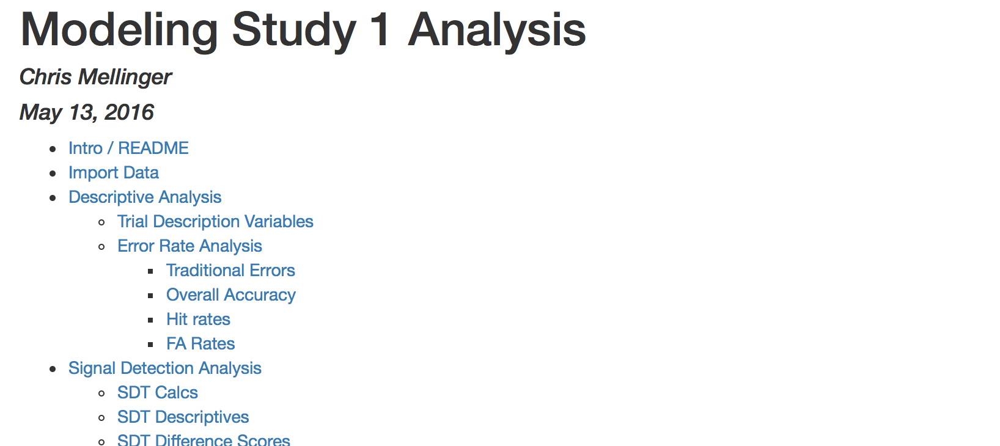 Modeling Study 1 Analysis
Chris Mellinger
May 13, 2016
Intro / README
Import Data
Descriptive Analysis
Trial Description Variables
Error Rate Analysis
Traditional Errors
Overall Accuracy
Hit rates
FA Rates
Signal Detection Analysis
SDT Calcs
SDT Descriptives
SDT Difference Scores